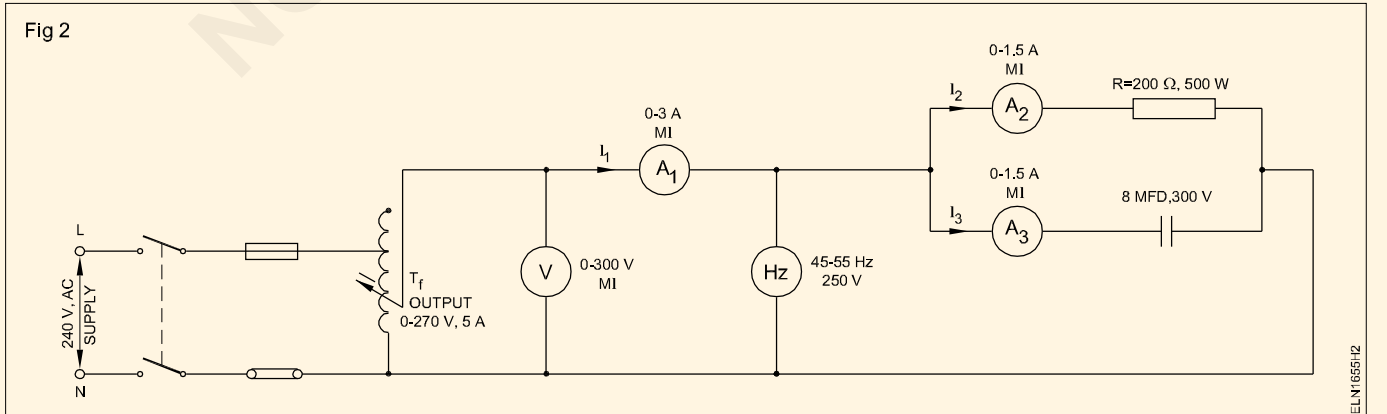 Fig 2
0-1.5 A
MI
I2
A2
R=200 Ω, 500 W
0-3 A
MI
I1
A1
0-1.5 A
MI
I3
A3
8 MFD,300 V
L
240 V, AC
SUPPLY
N
Tf
OUTPUT
0-270 V, 5 A
V
0-300 V
MI
Hz
45-55 Hz
250 V
ELN1655H2